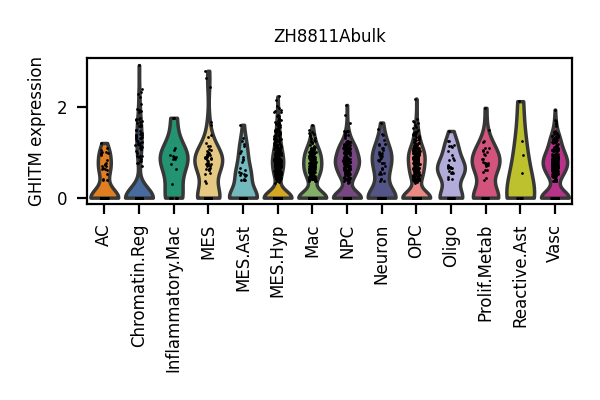 ZH8811Abulk
GHITM expression
2
0
AC
Chromatin.Reg
Inflammatory.Mac
MES
MES.Ast
MES.Hyp
Mac
NPC
Neuron
OPC
Oligo
Prolif.Metab
Reactive.Ast
Vasc